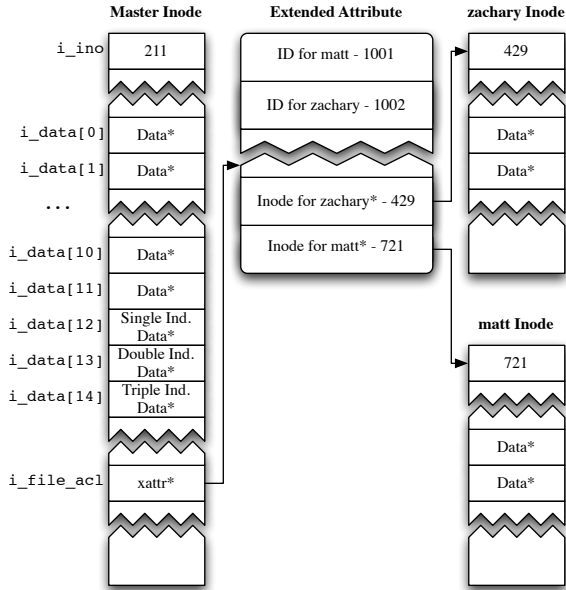 Master Inode
i_ino
211
i_data[0]
Data*
i_data[1]
Data*
...
i_data[10]
Data*
i_data[11]
Data*
i_data[12]
Single Ind.
Data*
i_data[13]
Double Ind.
Data*
i_data[14]
Triple Ind.
Data*
i_file_acl
xattr*
Extended Attribute
ID for matt - 1001
ID for zachary - 1002
Inode for zachary* - 429
Inode for matt* - 721
zachary Inode
429
Data*
Data*
matt Inode
721
Data*
Data*